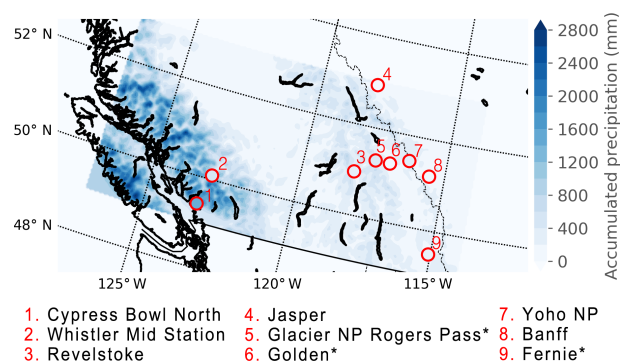 52° N
50° N
48° N
125° W
120° W
115° W
1
2
3
4
5
6
7
8
9
2800
2400
2000
1600
1200
800
400
0
Accumulated precipitation (mm)
1. Cypress Bowl North
2. Whistler Mid Station
3. Revelstoke
4. Jasper
5. Glacier NP Rogers Pass*
6. Golden*
7. Yoho NP
8. Banff
9. Fernie*